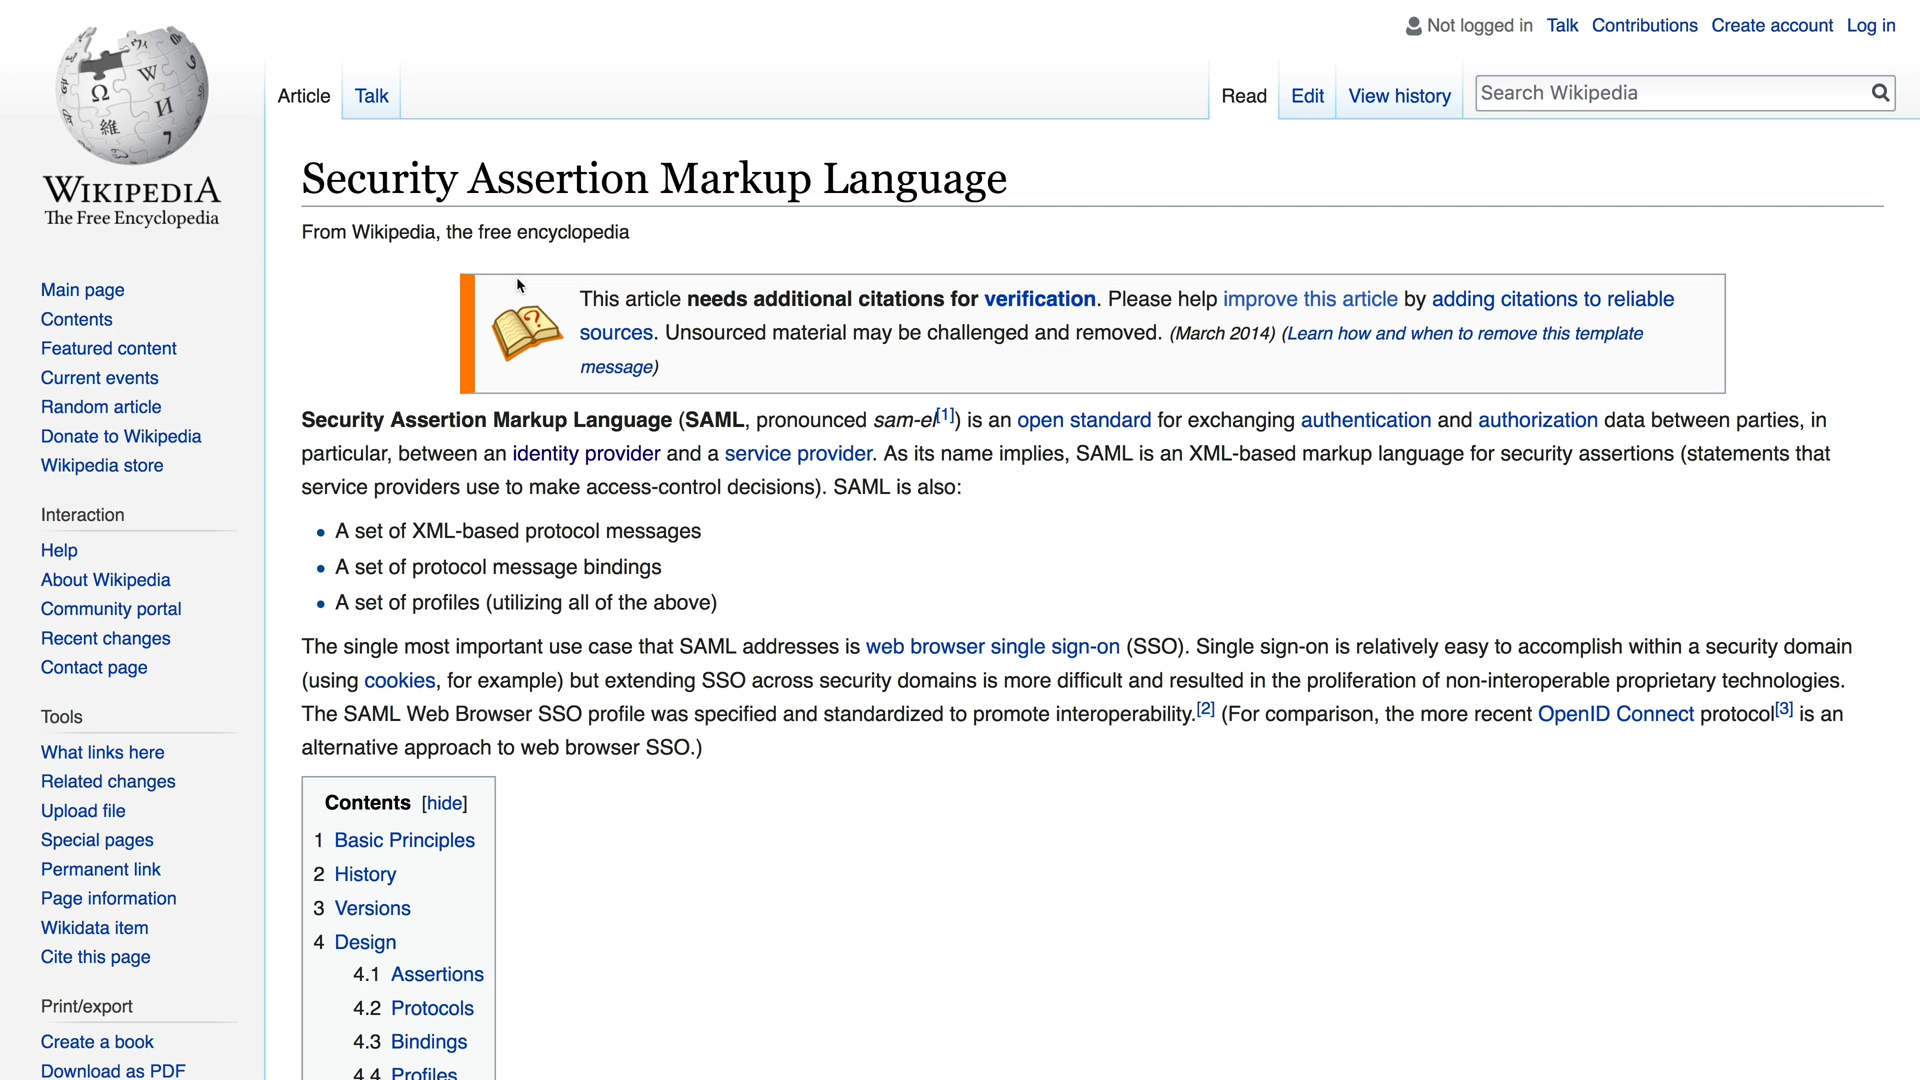 Not logged in Talk Contributions Create account Log in
Article Talk Read Edit View history Search Wikipedia
WIKIPEDIA
The Free Encyclopedia
Main page
Contents
Featured content
Current events
Random article
Donate to Wikipedia
Wikipedia store
Interaction
Help
About Wikipedia
Community portal
Recent changes
Contact page
Tools
What links here
Related changes
Upload file
Special pages
Permanent link
Page information
Wikidata item
Cite this page
Print/export
Create a book
Download as PDF
Security Assertion Markup Language
From Wikipedia, the free encyclopedia
This article needs additional citations for verification. Please help improve this article by adding citations to reliable
sources. Unsourced material may be challenged and removed. (March 2014) (Learn how and when to remove this template
message)
Security Assertion Markup Language (SAML, pronounced sam-el[1]) is an open standard for exchanging authentication and authorization data between parties, in
particular, between an identity provider and a service provider. As its name implies, SAML is an XML-based markup language for security assertions (statements that
service providers use to make access-control decisions). SAML is also:
• A set of XML-based protocol messages
• A set of protocol message bindings
• A set of profiles (utilizing all of the above)
The single most important use case that SAML addresses is web browser single sign-on (SSO). Single sign-on is relatively easy to accomplish within a security domain
(using cookies, for example) but extending SSO across security domains is more difficult and resulted in the proliferation of non-interoperable proprietary technologies.
The SAML Web Browser SSO profile was specified and standardized to promote interoperability.[2] (For comparison, the more recent OpenID Connect protocol[3] is an
alternative approach to web browser SSO.)
Contents [hide]
1 Basic Principles
2 History
3 Versions
4 Design
4.1 Assertions
4.2 Protocols
4.3 Bindings
4.4 Profiles